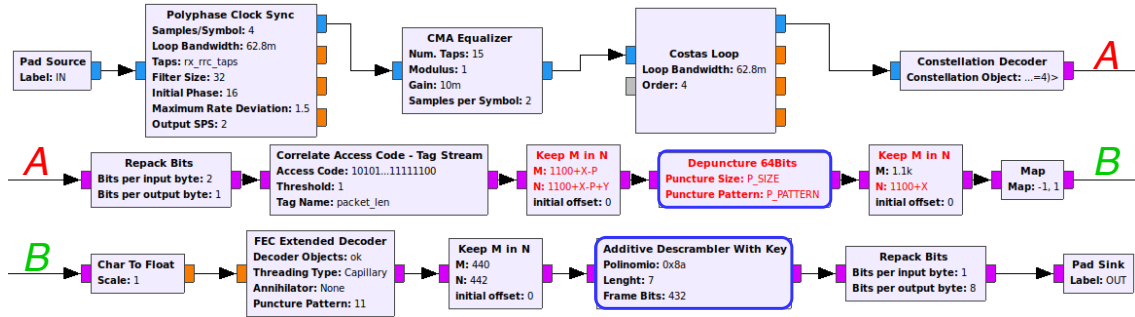 Pad Source
Label: IN
Polyphase Clock Sync
Samples/Symbol: 4
Loop Bandwidth: 62.8m
Taps: rx_rrc_taps
Filter Size: 32
Initial Phase: 16
Maximum Rate Deviation: 1.5
Output SPS: 2
CMA Equalizer
Num. Taps: 15
Modulus: 1
Gain: 10m
Samples per Symbol: 2
Costas Loop
Loop Bandwidth: 62.8m
Order: 4
Constellation Decoder
Constellation Object: ...=4)>
A
A
Repack Bits
Bits per input byte: 2
Bits per output byte: 1
Correlate Access Code - Tag Stream
Access Code: 10101...11111100
Threshold: 1
Tag Name: packet_len
Keep M in N
M: 1100+X-P
N: 1100+X-P+Y
initial offset: 0
Depuncture 64Bits
Puncture Size: P_SIZE
Puncture Pattern: P_PATTERN
Keep M in N
M: 1.1k
N: 1100+X
initial offset: 0
Map
Map: -1, 1
B
B
Char To Float
Scale: 1
FEC Extended Decoder
Decoder Objects: ok
Threading Type: Capillary
Annihilator: None
Puncture Pattern: 11
Keep M in N
M: 440
N: 442
initial offset: 0
Additive Descrambler With Key
Polinomio: 0x8a
Lenght: 7
Frame Bits: 432
Repack Bits
Bits per input byte: 1
Bits per output byte: 8
Pad Sink
Label: OUT